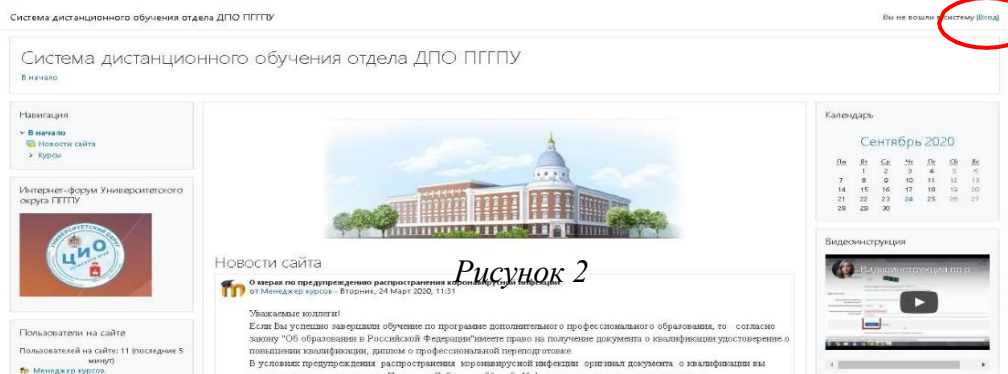 Система дистанционного обучения отдела ДПО ПГГПУ
Вы не вошли в систему (Вход)
Система дистанционного обучения отдела ДПО ПГГПУ
В начало
Навигация
В начало
Новости сайта
Курсы
Интернет-форум Университетского
округа ПГГПУ
УНИВЕРСИТЕТСКИЙ ОКРУГ
ЦИО
Пользователи на сайте
Пользователей на сайте: 11 (последние 5
минут)
Менеджер курсов
Новости сайта
Рисунок 2
О мерах по предупреждению распространения коронавирусной инфекции
от Менеджер курсов - Вторник, 24 Март 2020, 11:31
Уважаемые коллеги!
Если Вы успешно завершили обучение по программе дополнительного профессионального образования, то согласно
закону "Об образовании в Российской Федерации"имеете право на получение документа о квалификации:удостоверение о
повышении квалификации, диплом о профессиональной переподготовке.
В условиях предупреждения распространения коронавирусной инфекции оригинал документа о квалификации вы
Календарь
Сентябрь 2020
Пн Вт Ср Чт Пт Сб Вс
1 2 3 4 5 6
7 8 9 10 11 12 13
14 15 16 17 18 19 20
21 22 23 24 25 26 27
28 29 30
Видеоинструкция
Видеоинструкция по п